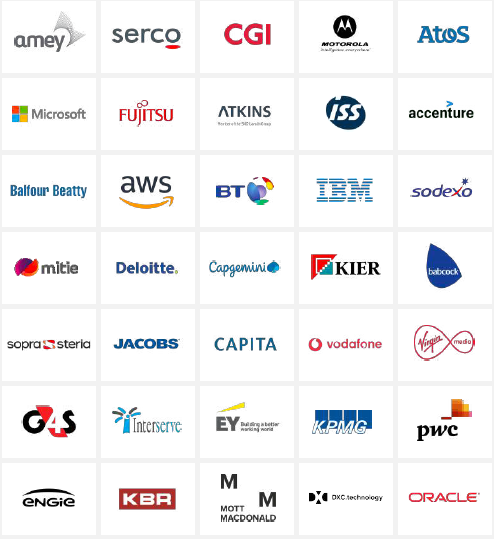 amey
serco
CGI
MOTOROLA
intelligence everywhere
Atos
Microsoft
FUJITSU
ATKINS
Member of the SNC-Lavalin Group
ISS
accenture
Balfour Beatty
aws
BT
IBM
sodexo
mitie
Deloitte.
Capgemini
KIER
babcock
sopra steria
JACOBS
CAPITA
vodafone
Virgin media
G4S
Interserve
EY
Building a better
working world
KPMG
pwc
ENGIE
KBR
M
M
MOTT
MACDONALD
DXC.technology
ORACLE